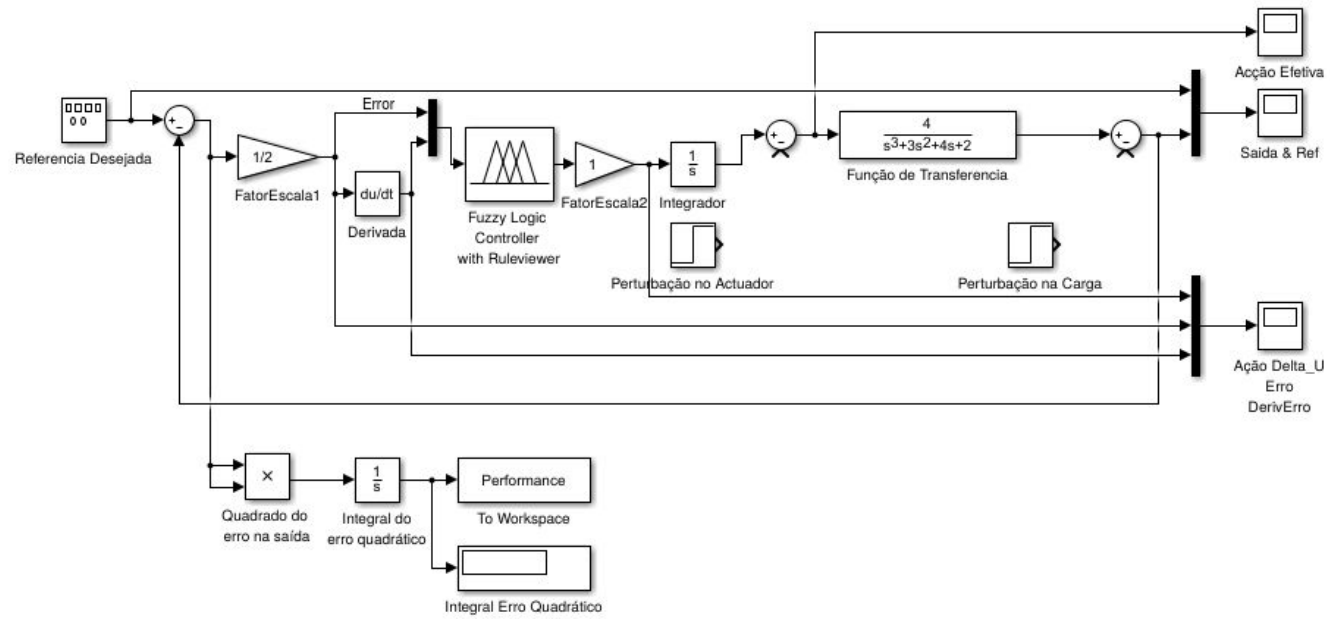 Acção Efetiva
Error
Referencia Desejada
1/2
FatorEscala1
du/dt
Derivada
Fuzzy Logic
Controller
with Ruleviewer
1
FatorEscala2
1
s
Integrador
4
s3+3s2+4s+2
Função de Transferencia
Saida & Ref
Perturbação no Actuador
Perturbação na Carga
Ação Delta_U
Erro
DerivErro
×
Quadrado do
erro na saída
1
s
Integral do
erro quadrático
Performance
To Workspace
Integral Erro Quadrático